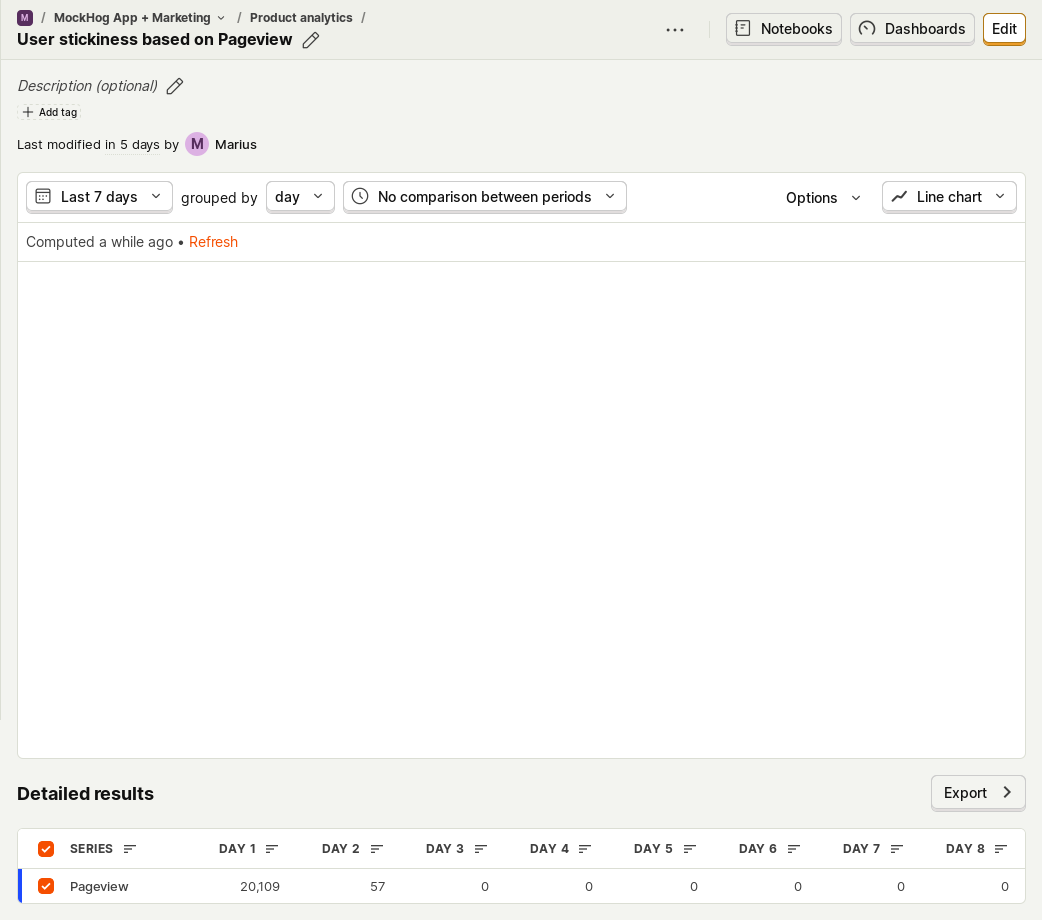 M / MockHog App + Marketing / Product analytics /
User stickiness based on Pageview
Notebooks
Dashboards
Edit
Description (optional)
Add tag
Last modified in 5 days by M Marius
Last 7 days grouped by day No comparison between periods Options Line chart
Computed a while ago • Refresh
Detailed results
Export
SERIES DAY 1 DAY 2 DAY 3 DAY 4 DAY 5 DAY 6 DAY 7 DAY 8
Pageview 20,109 57 0 0 0 0 0 0